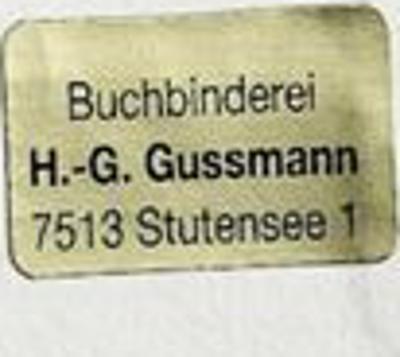 Buchbinderei
H.-G. Gussmann
7513 Stutensee 1